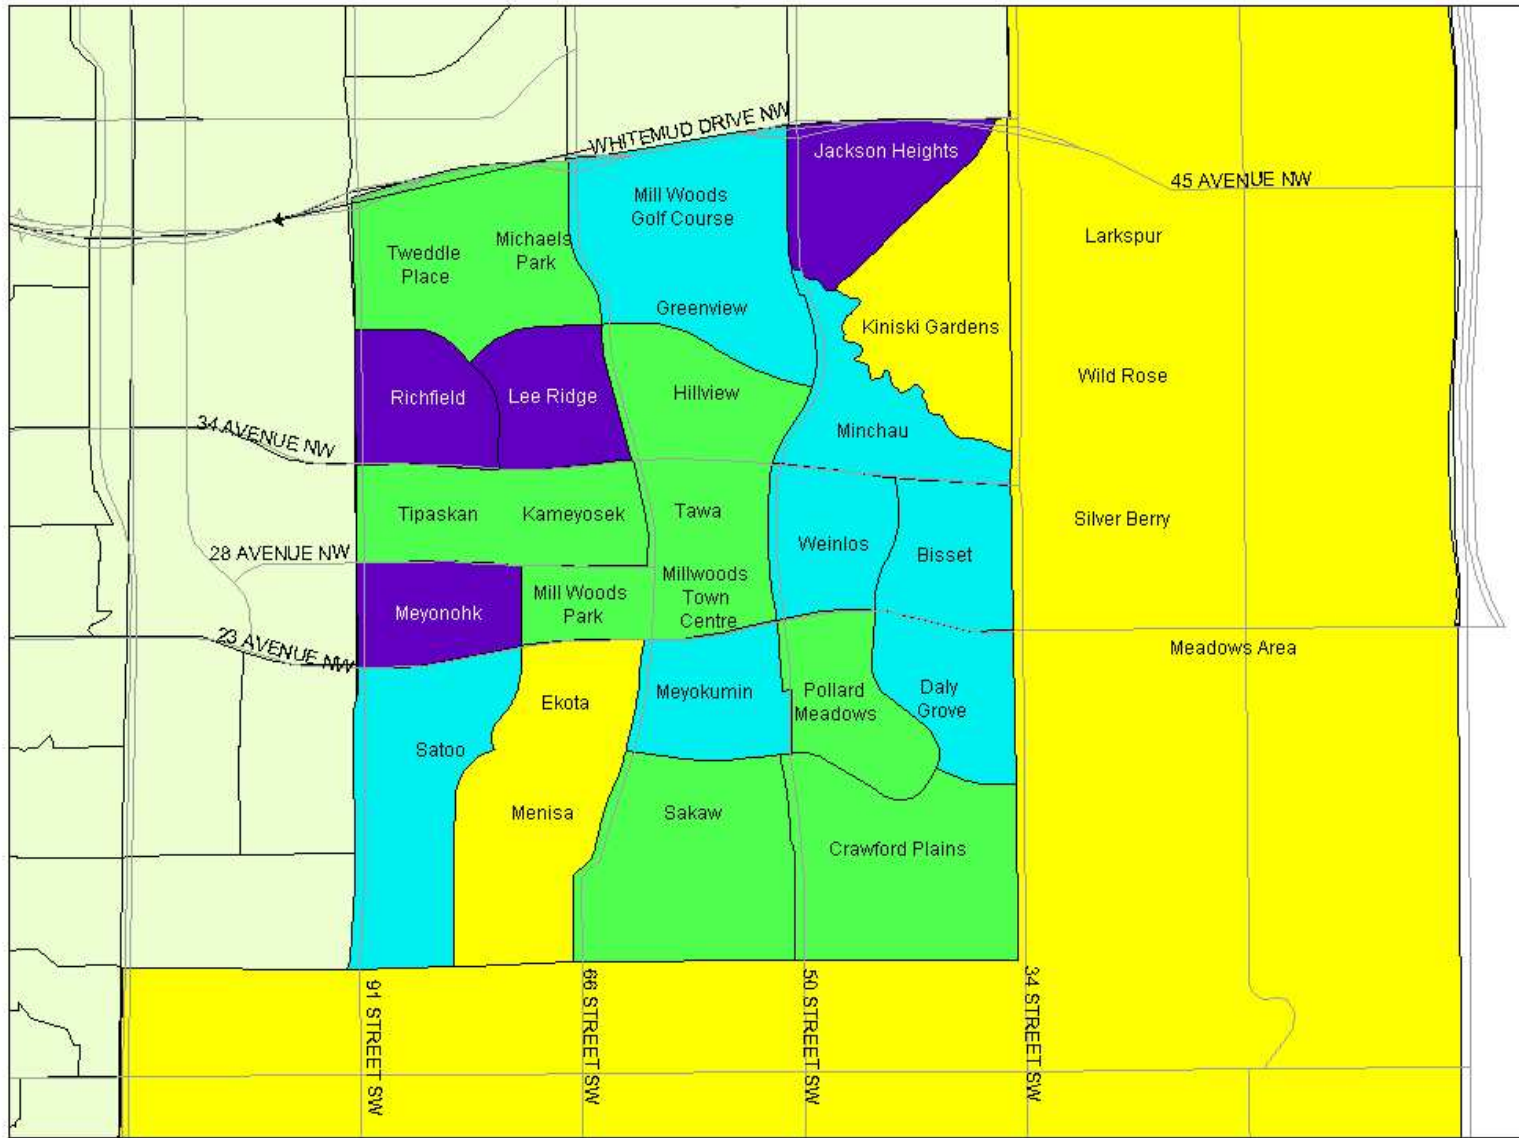 WHITEMUD DRIVE NW
Jackson Heights
45 AVENUE NW
Mill Woods
Golf Course
Larkspur
Michaels
Park
Tweddle
Place
Greenview
Kiniski Gardens
Wild Rose
Richfield
Lee Ridge
Hillview
Minchau
34 AVENUE NW
Tipaskan
Kameyosek
Tawa
Silver Berry
Weinlos
Bisset
28 AVENUE NW
Millwoods
Town
Centre
Mill Woods
Park
Meyonohk
23 AVENUE NW
Meadows Area
Ekota
Meyokumin
Pollard
Meadows
Daly
Grove
Satoo
Menisa
Sakaw
Crawford Plains
91 STREET SW
66 STREET SW
50 STREET SW
34 STREET SW